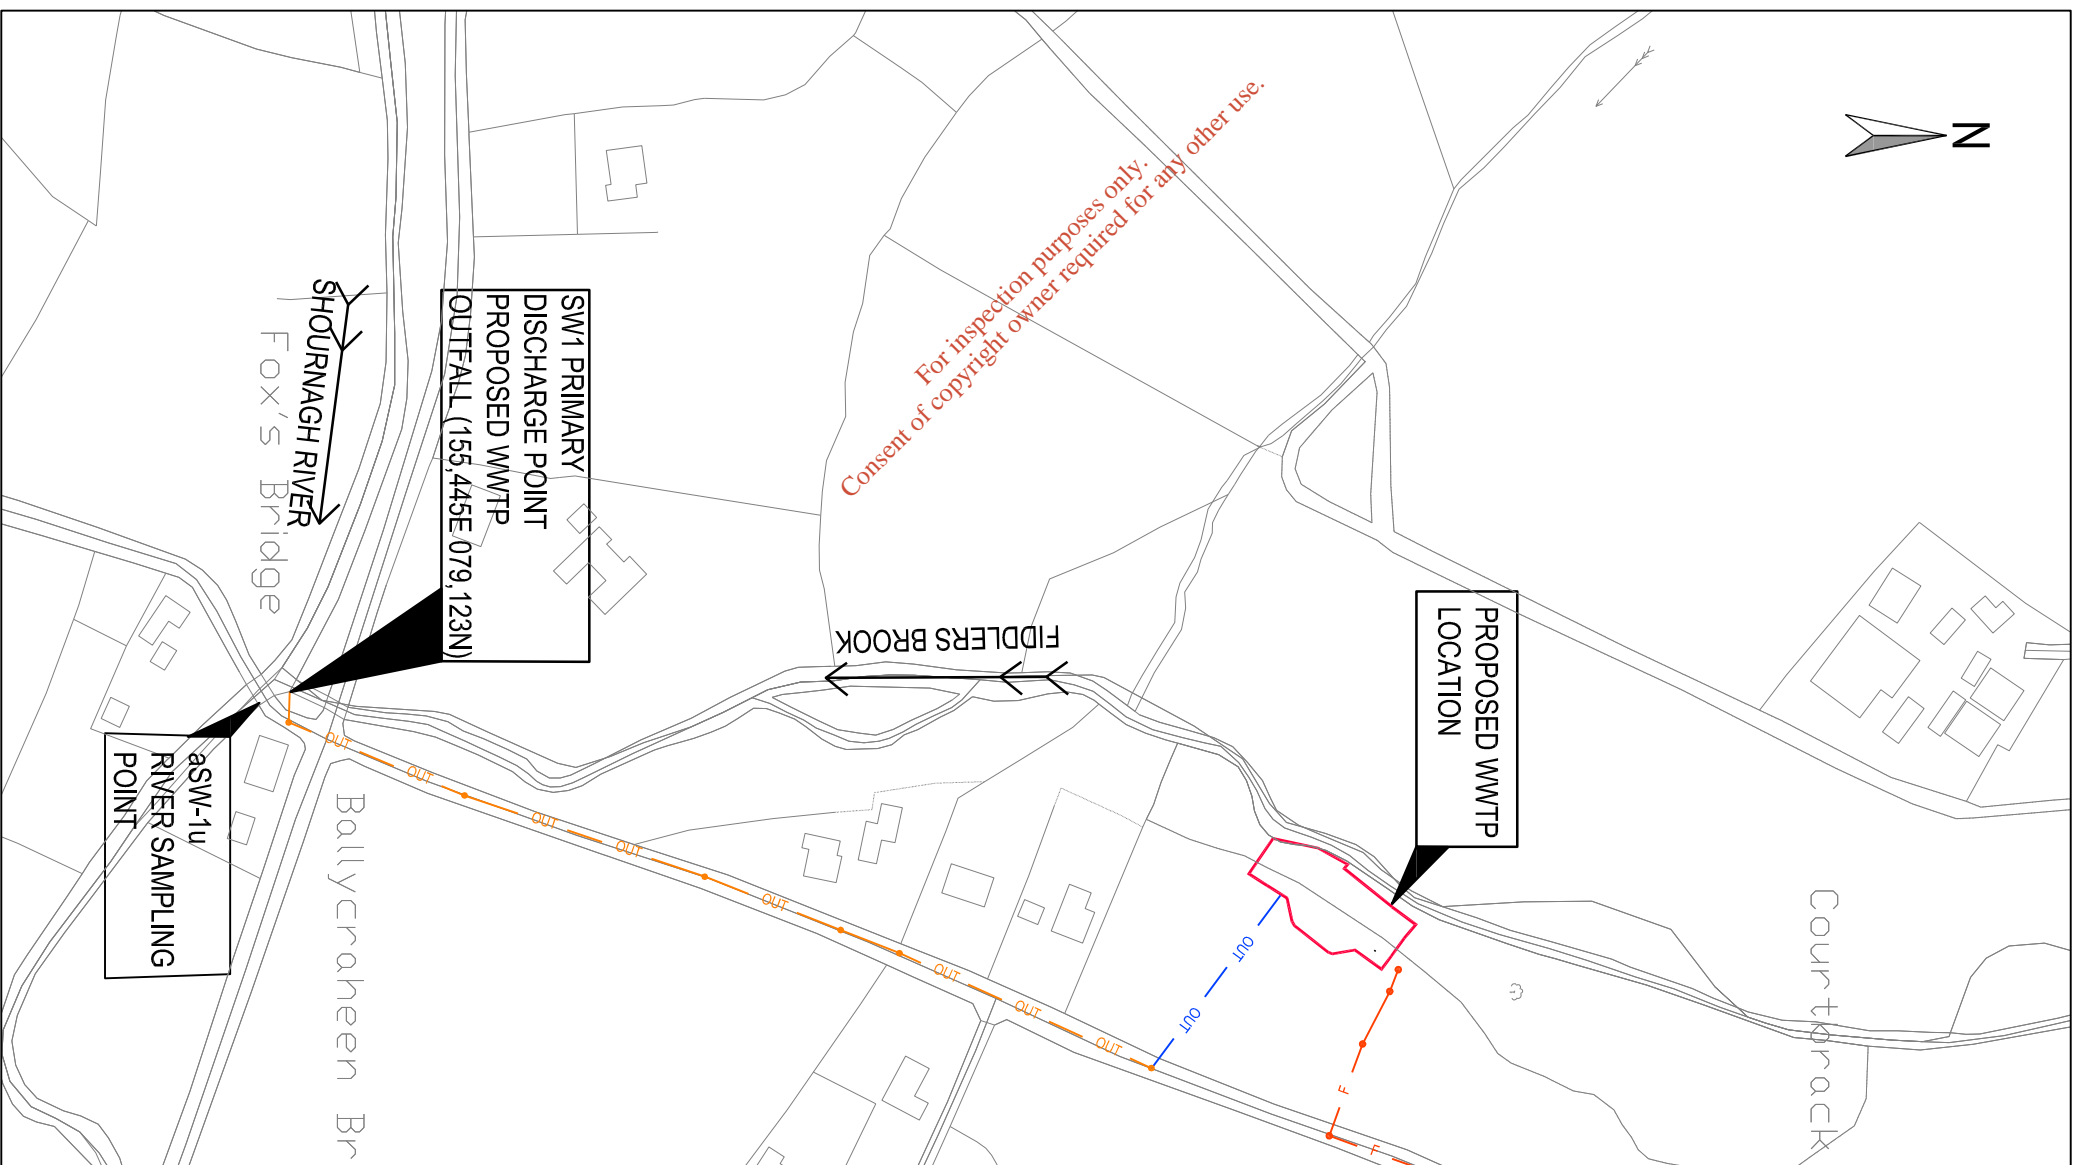 N
For inspection purposes only.
Consent of copyright owner required for any other use.
SHOURNAGH RIVER
Fox's Bridge
SW1 PRIMARY
DISCHARGE POINT
PROPOSED WWTP
OUTFALL (155,445E 079,123N)
FIDDLERS BROOK
PROPOSED WWTP
LOCATION
aSW-1u
RIVER SAMPLING
POINT
Ballycraheen Br
Courtbrack
OUT
OUT
OUT
OUT
OUT
OUT
OUT
OUT
OUT
OUT
F
F